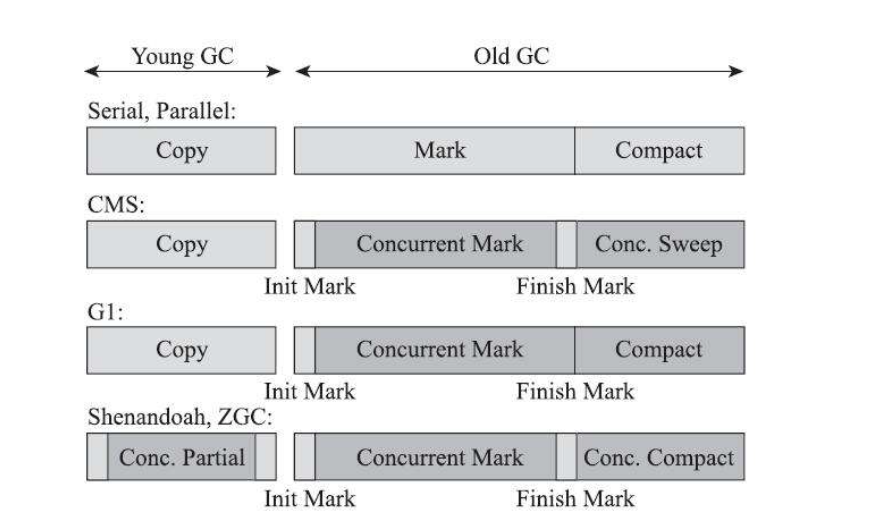 Young GC Old GC
Serial, Parallel:
Copy Mark Compact
CMS:
Copy Concurrent Mark Conc. Sweep
Init Mark Finish Mark
G1:
Copy Concurrent Mark Compact
Init Mark Finish Mark
Shenandoah, ZGC:
Conc. Partial Concurrent Mark Conc. Compact
Init Mark Finish Mark